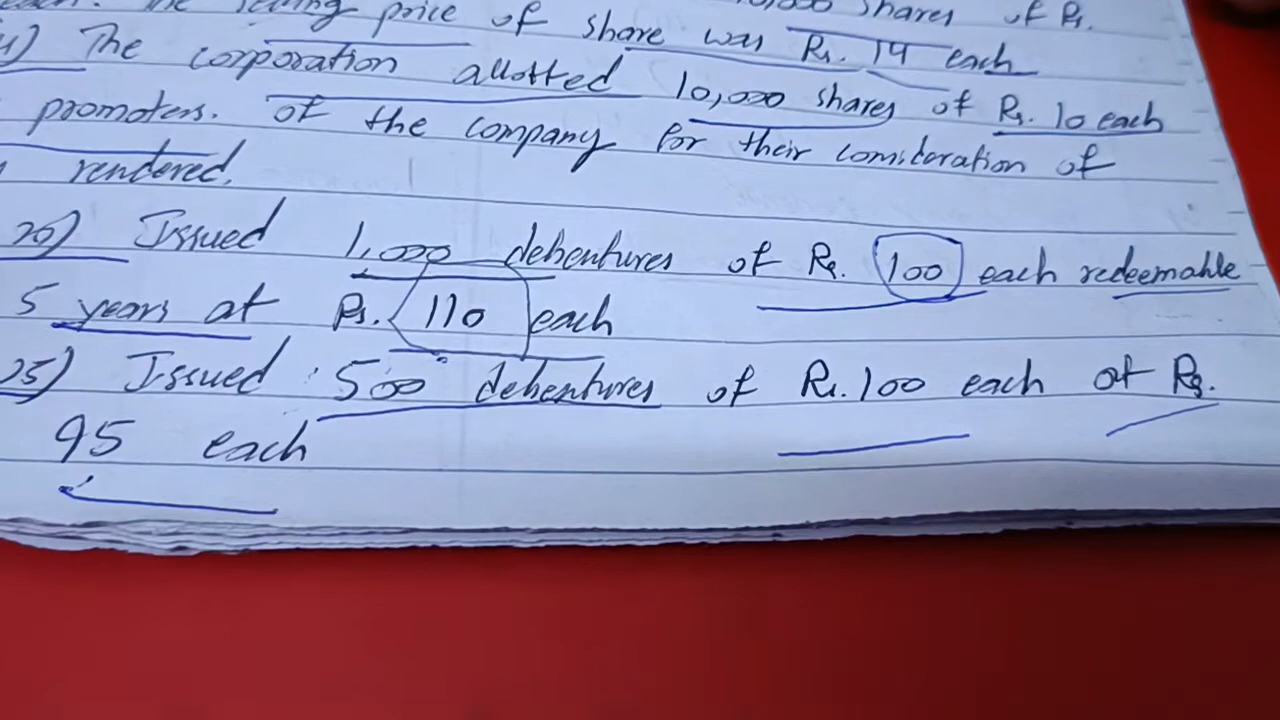 price of share was Rs. 14 each
The corporation allotted 10,000 shares of Rs. 10 each
promoters. of the company for their consideration of
rendered.
20) Issued 1,000 debentures of Rs. 100 each redeemable
5 years at Rs. 110 each
25) Issued 500 debentures of Rs. 100 each at Rs.
95 each